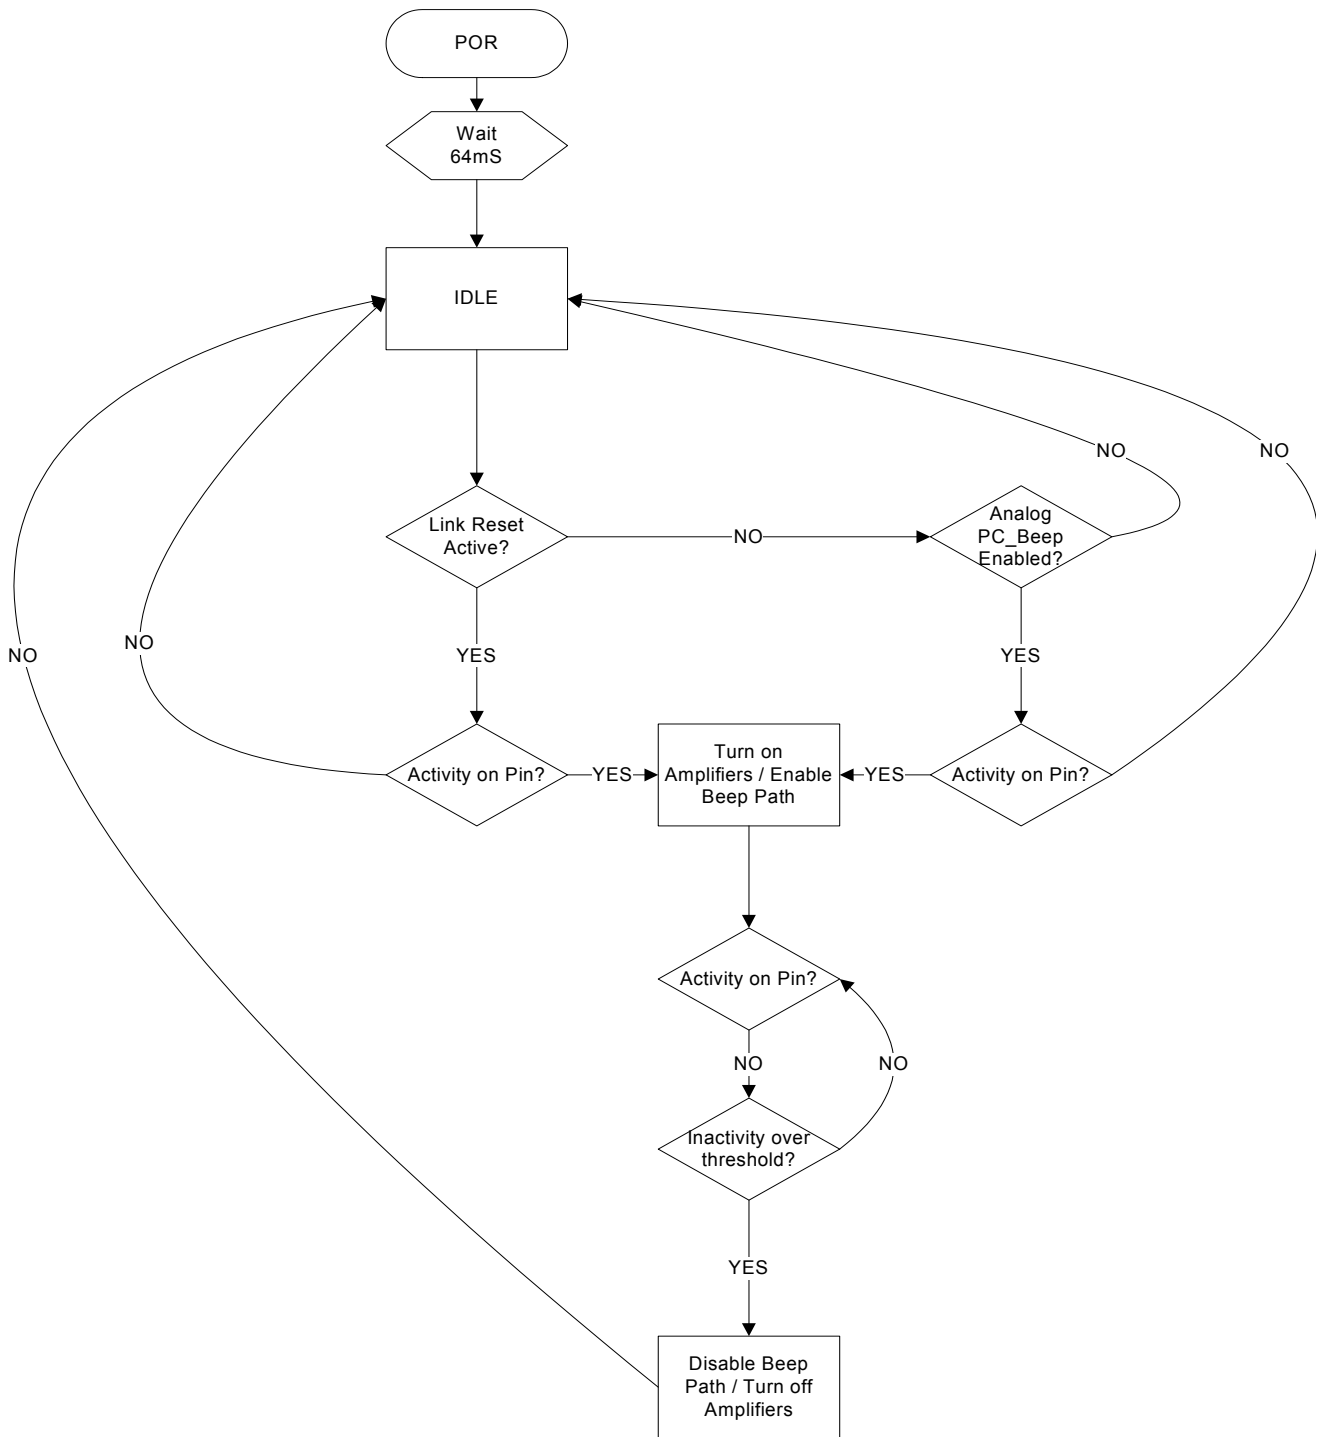 POR
Wait
64mS
IDLE
NO
NO
Link Reset
Active?
NO
Analog
PC_Beep
Enabled?
NO
NO
YES
YES
Activity on Pin?
YES
Turn on
Amplifiers / Enable
Beep Path
YES
Activity on Pin?
Activity on Pin?
NO
NO
Inactivity over
threshold?
YES
Disable Beep
Path / Turn off
Amplifiers